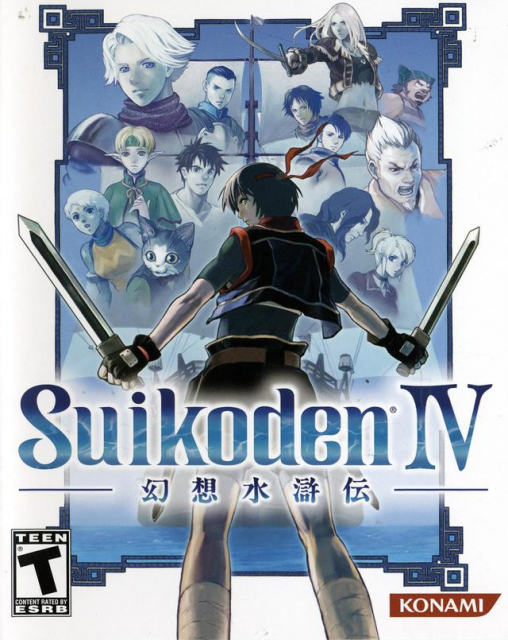 Suikoden® IV
幻想水滸伝
TEEN
T®
CONTENT RATED BY
ESRB
KONAMI